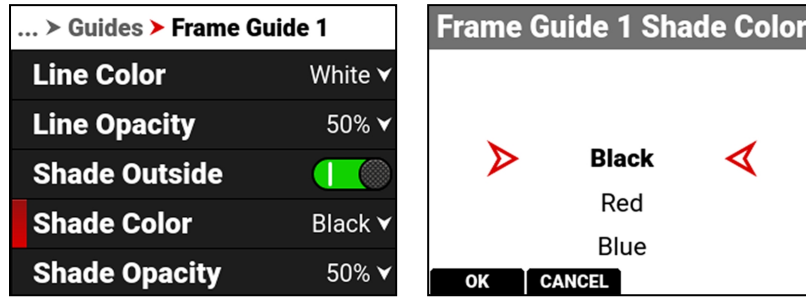 ... > Guides > Frame Guide 1
Line Color White
Line Opacity 50%
Shade Outside
Shade Color Black
Shade Opacity 50%
Frame Guide 1 Shade Color
Black
Red
Blue
OK CANCEL